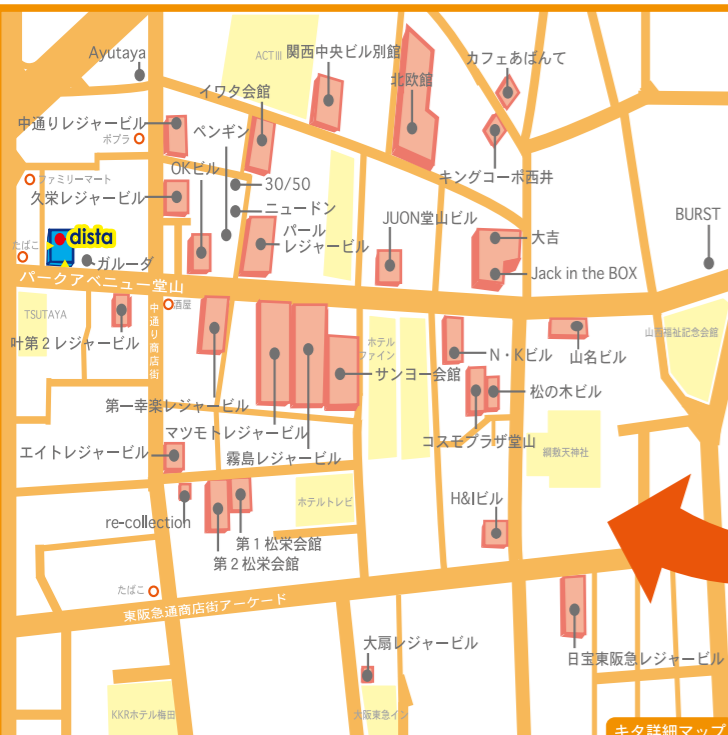 Ayutaya
ACTⅢ
関西中央ビル別館
カフェあぱんて
北欧館
イワタ会館
中通りレジャービル
ポプラ
ペンギン
OKビル
キングコーポ西井
ファミリーマート
久栄レジャービル
30/50
ニュードン
パール
レジャービル
JUON堂山ビル
大吉
BURST
dista
たばこ
ガルーダ
Jack in the BOX
パークアベニュー堂山
TSUTAYA
酒屋
中通り商店街
叶第2レジャービル
ホテル
ファイン
N・Kビル
山名ビル
山西福祉記念会館
サンヨー会館
松の木ビル
第一幸楽レジャービル
マツモトレジャービル
コスモプラザ堂山
エイトレジャービル
霧島レジャービル
綱敷天神社
re-collection
ホテルトレビ
H&Iビル
第1松栄会館
第2松栄会館
たばこ
東阪急通商店街アーケード
大扇レジャービル
日宝東阪急レジャービル
KKRホテル梅田
大阪東急イン
キタ詳細マップ